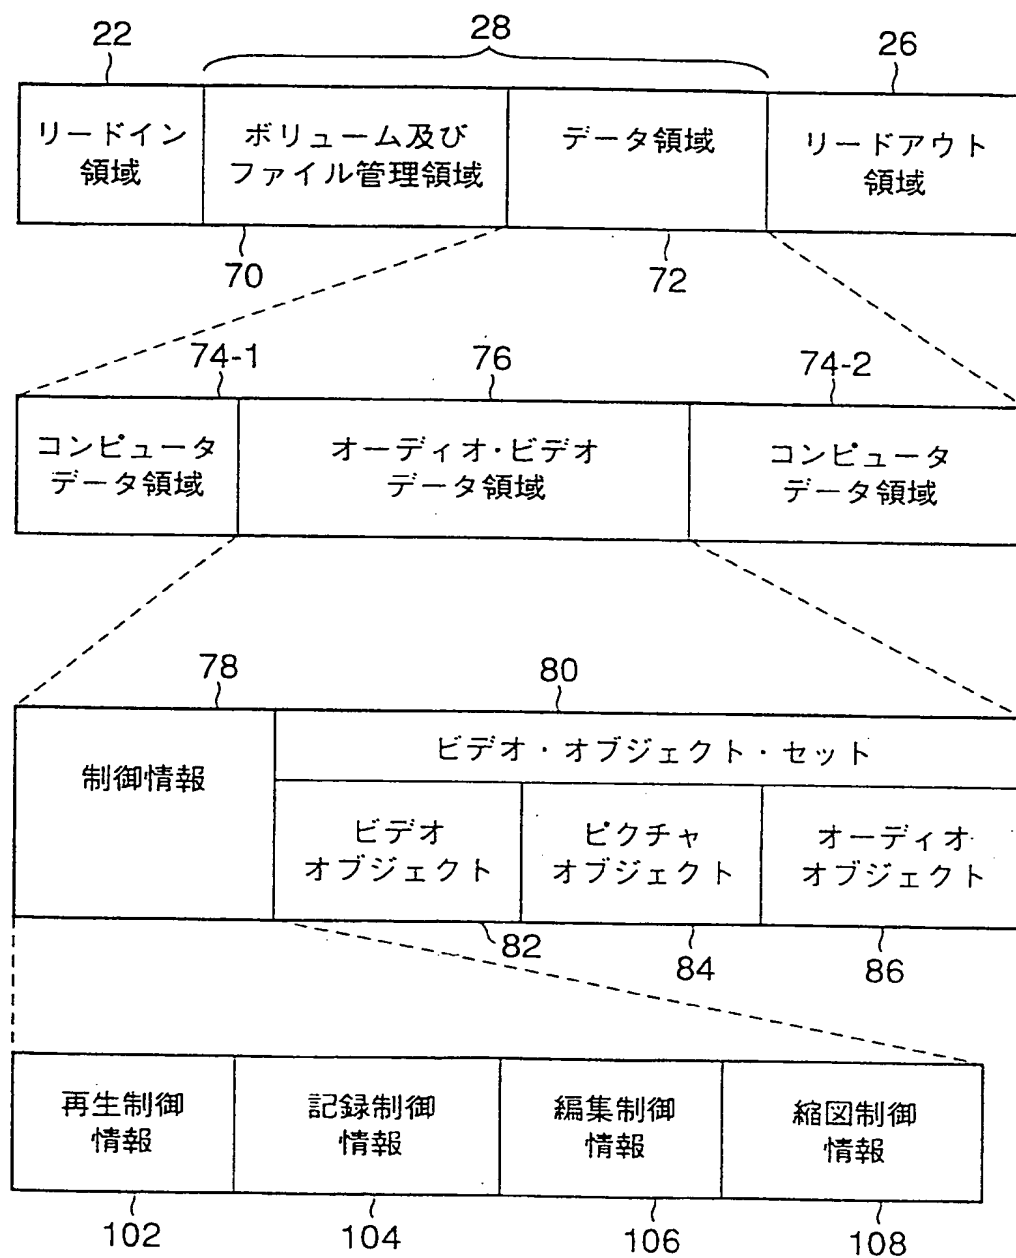 22
28
26
リードイン
領域
ボリューム及び
ファイル管理領域
データ領域
リードアウト
領域
70
72
74-1
76
74-2
コンピュータ
データ領域
オーディオ・ビデオ
データ領域
コンピュータ
データ領域
78
80
制御情報
ビデオ・オブジェクト・セット
ビデオ
オブジェクト
ピクチャ
オブジェクト
オーディオ
オブジェクト
82
84
86
再生制御
情報
記録制御
情報
編集制御
情報
縮図制御
情報
102
104
106
108